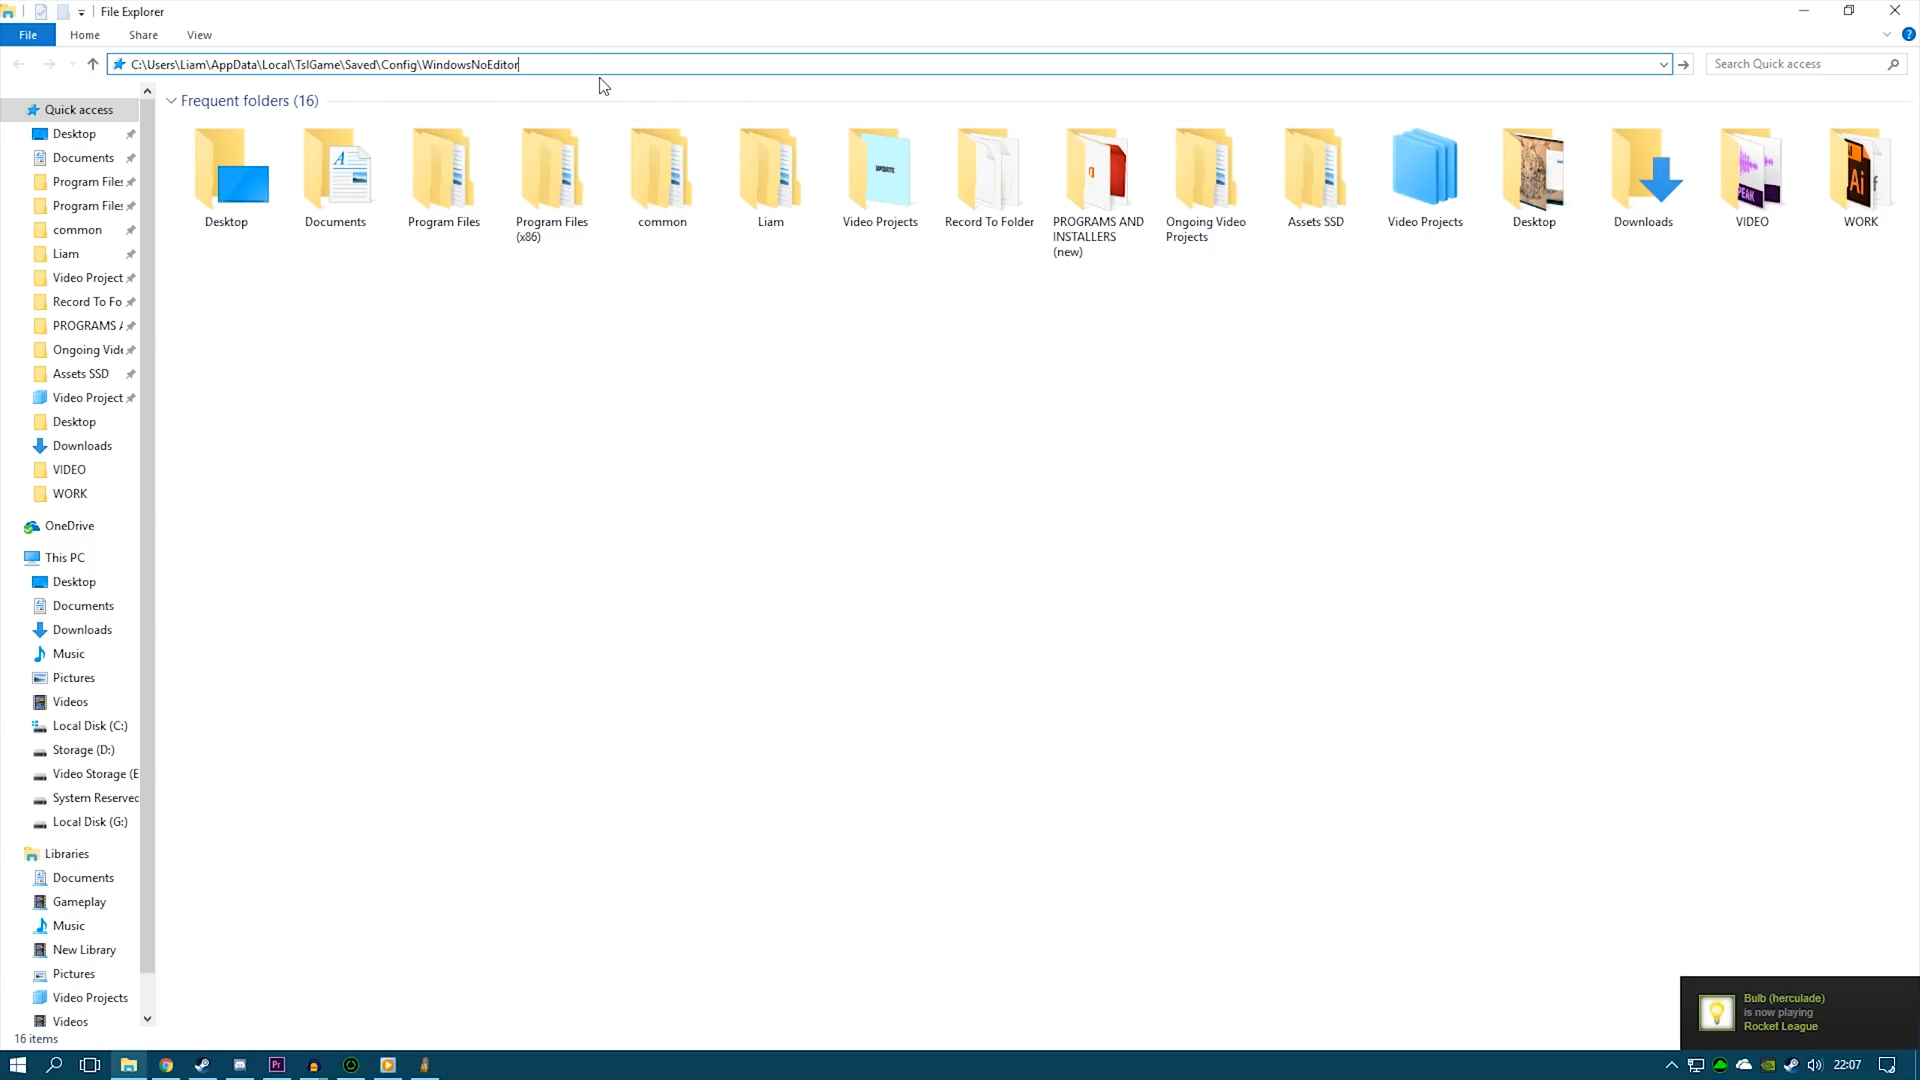 File Explorer
File Home Share View
C:\Users\Liam\AppData\Local\TslGame\Saved\Config\WindowsNoEditor
Search Quick access
Quick access
Desktop
Documents
Program Files
Program Files
common
Liam
Video Project
Record To Fo
PROGRAMS A
Ongoing Vide
Assets SSD
Video Project
Desktop
Downloads
VIDEO
WORK
OneDrive
This PC
Desktop
Documents
Downloads
Music
Pictures
Videos
Local Disk (C:)
Storage (D:)
Video Storage (E
System Reserved
Local Disk (G:)
Libraries
Documents
Gameplay
Music
New Library
Pictures
Video Projects
Videos
16 items
Frequent folders (16)
Desktop
Documents
Program Files
Program Files
(x86)
common
Liam
UPDATE
Video Projects
Record To Folder
PROGRAMS AND
INSTALLERS
(new)
Ongoing Video
Projects
Assets SSD
Video Projects
Desktop
Downloads
PEAK
VIDEO
Ai
WORK
Bulb (herculade)
is now playing
Rocket League
Pr
22:07